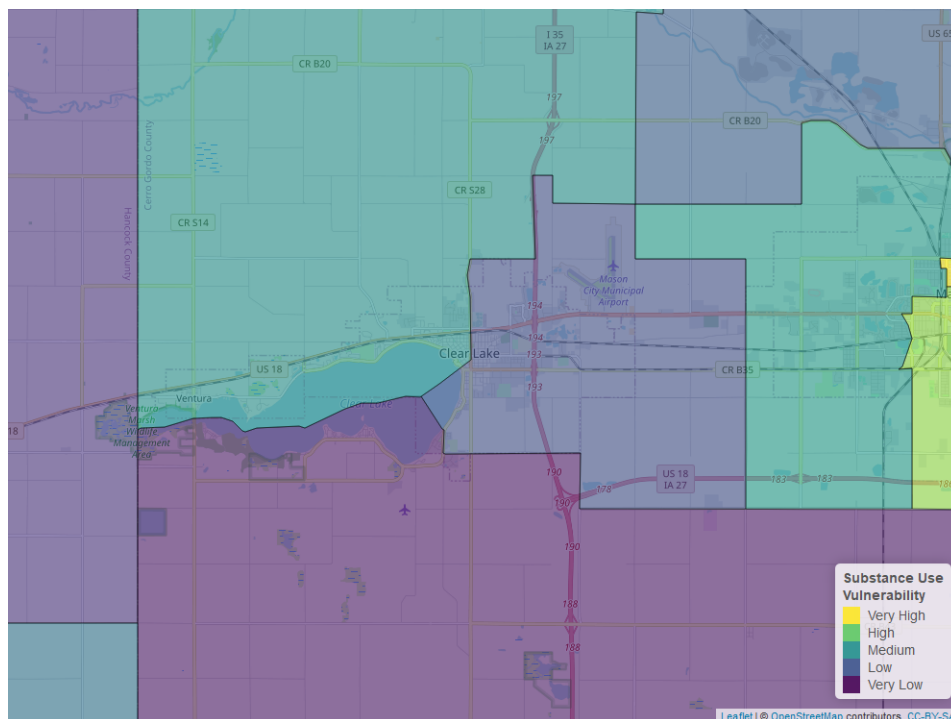 I 35
IA 27
US 65
CR B20
197
CR B20
197
Cerro Gordo County
CR S28
CR S14
Hancock County
Mason
City Municipal
Airport
194
194
Clear Lake
193
US 18
CR B35
193
Ventura
Clear Lake
Ventura
Marsh
Wildlife
Management
Area
18
190
US 18
IA 27
183
183
186
178
190
190
188
188
Substance Use
Vulnerability
Very High
High
Medium
Low
Very Low
Leaflet | © OpenStreetMap contributors, CC-BY-S